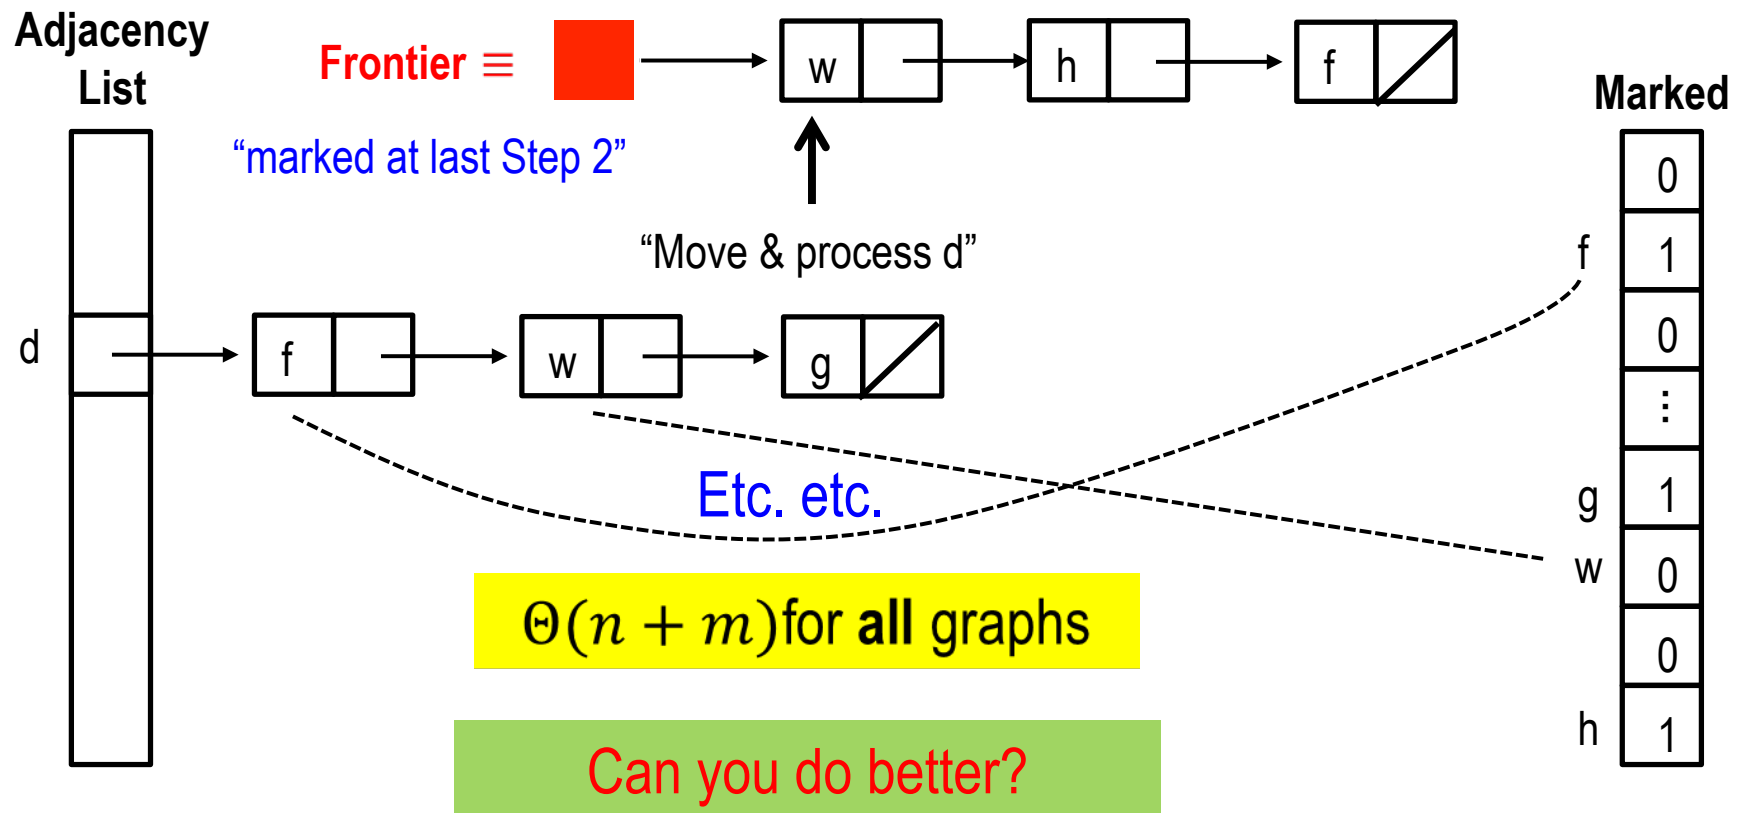 Adjacency
List
Frontier ≡
w
h
f
Marked
"marked at last Step 2"
"Move & process d"
d
f
w
g
0
f 1
0
⋮
g 1
w 0
0
h 1
Etc. etc.
Θ(n + m)for all graphs
Can you do better?